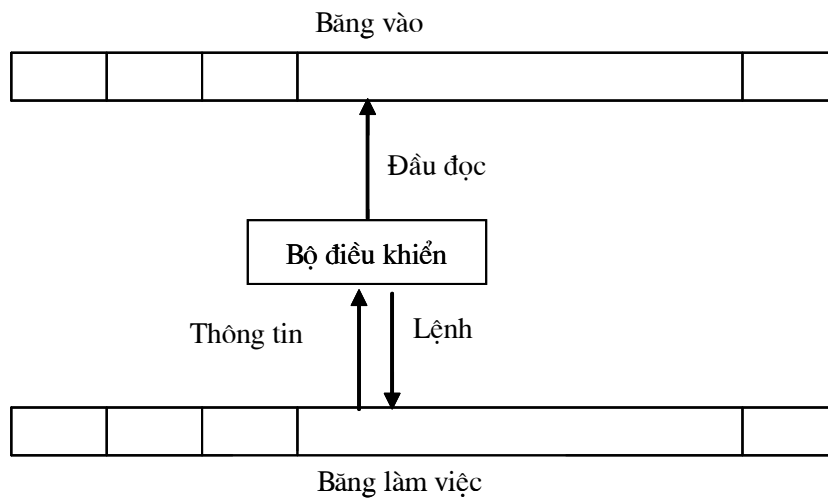 Băng vào
Đầu đọc
Bộ điều khiển
Thông tin
Lệnh
Băng làm việc